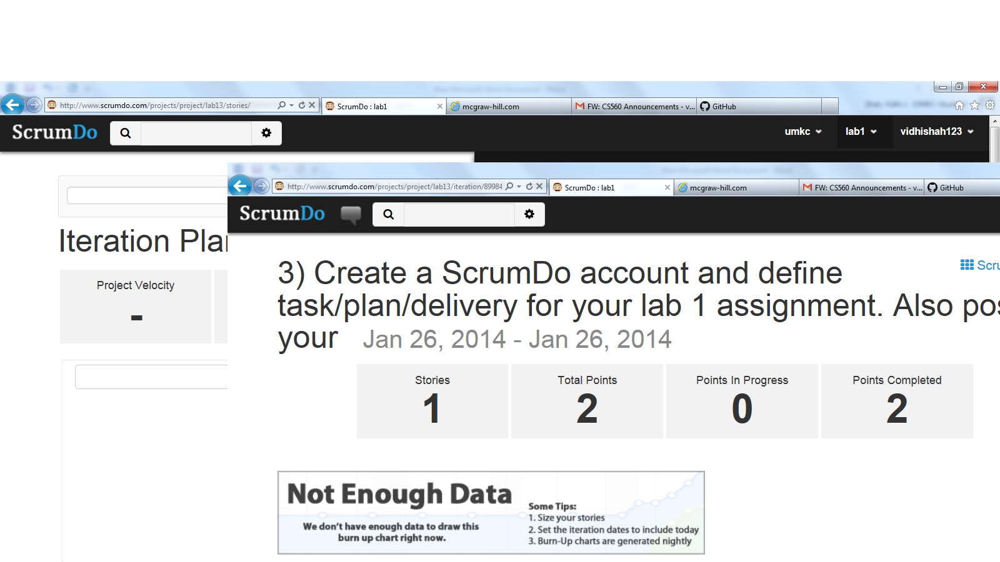 http://www.scrumdo.com/projects/project/lab13/stories/
ScrumDo : lab1
mcgraw-hill.com
FW: CS560 Announcements - v...
GitHub
ScrumDo
umkc
lab1
vidhishah123
Iteration Pla
Project Velocity
-
http://www.scrumdo.com/projects/project/lab13/iteration/89984
ScrumDo : lab1
mcgraw-hill.com
FW: CS560 Announcements - v...
GitHub
ScrumDo
3) Create a ScrumDo account and define
task/plan/delivery for your lab 1 assignment. Also pos
your Jan 26, 2014 - Jan 26, 2014
Scru
Stories
1
Total Points
2
Points In Progress
0
Points Completed
2
Not Enough Data
We don't have enough data to draw this
burn up chart right now.
Some Tips:
1. Size your stories
2. Set the iteration dates to include today
3. Burn-Up charts are generated nightly